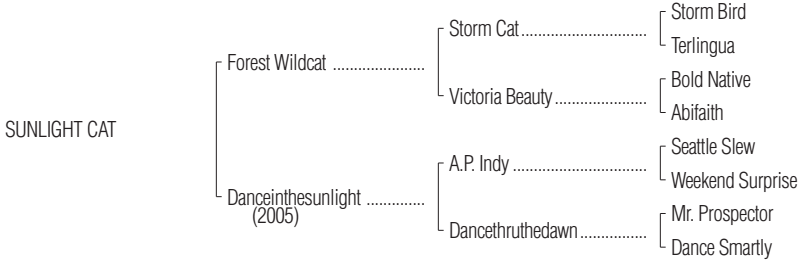 Storm Bird
Storm Cat..............................
Terlingua
Forest Wildcat ......................
Bold Native
Victoria Beauty......................
Abifaith
SUNLIGHT CAT
Seattle Slew
A.P. Indy ................................
Weekend Surprise
Danceinthesunlight ..............
(2005)
Mr. Prospector
Dancethruthedawn................
Dance Smartly